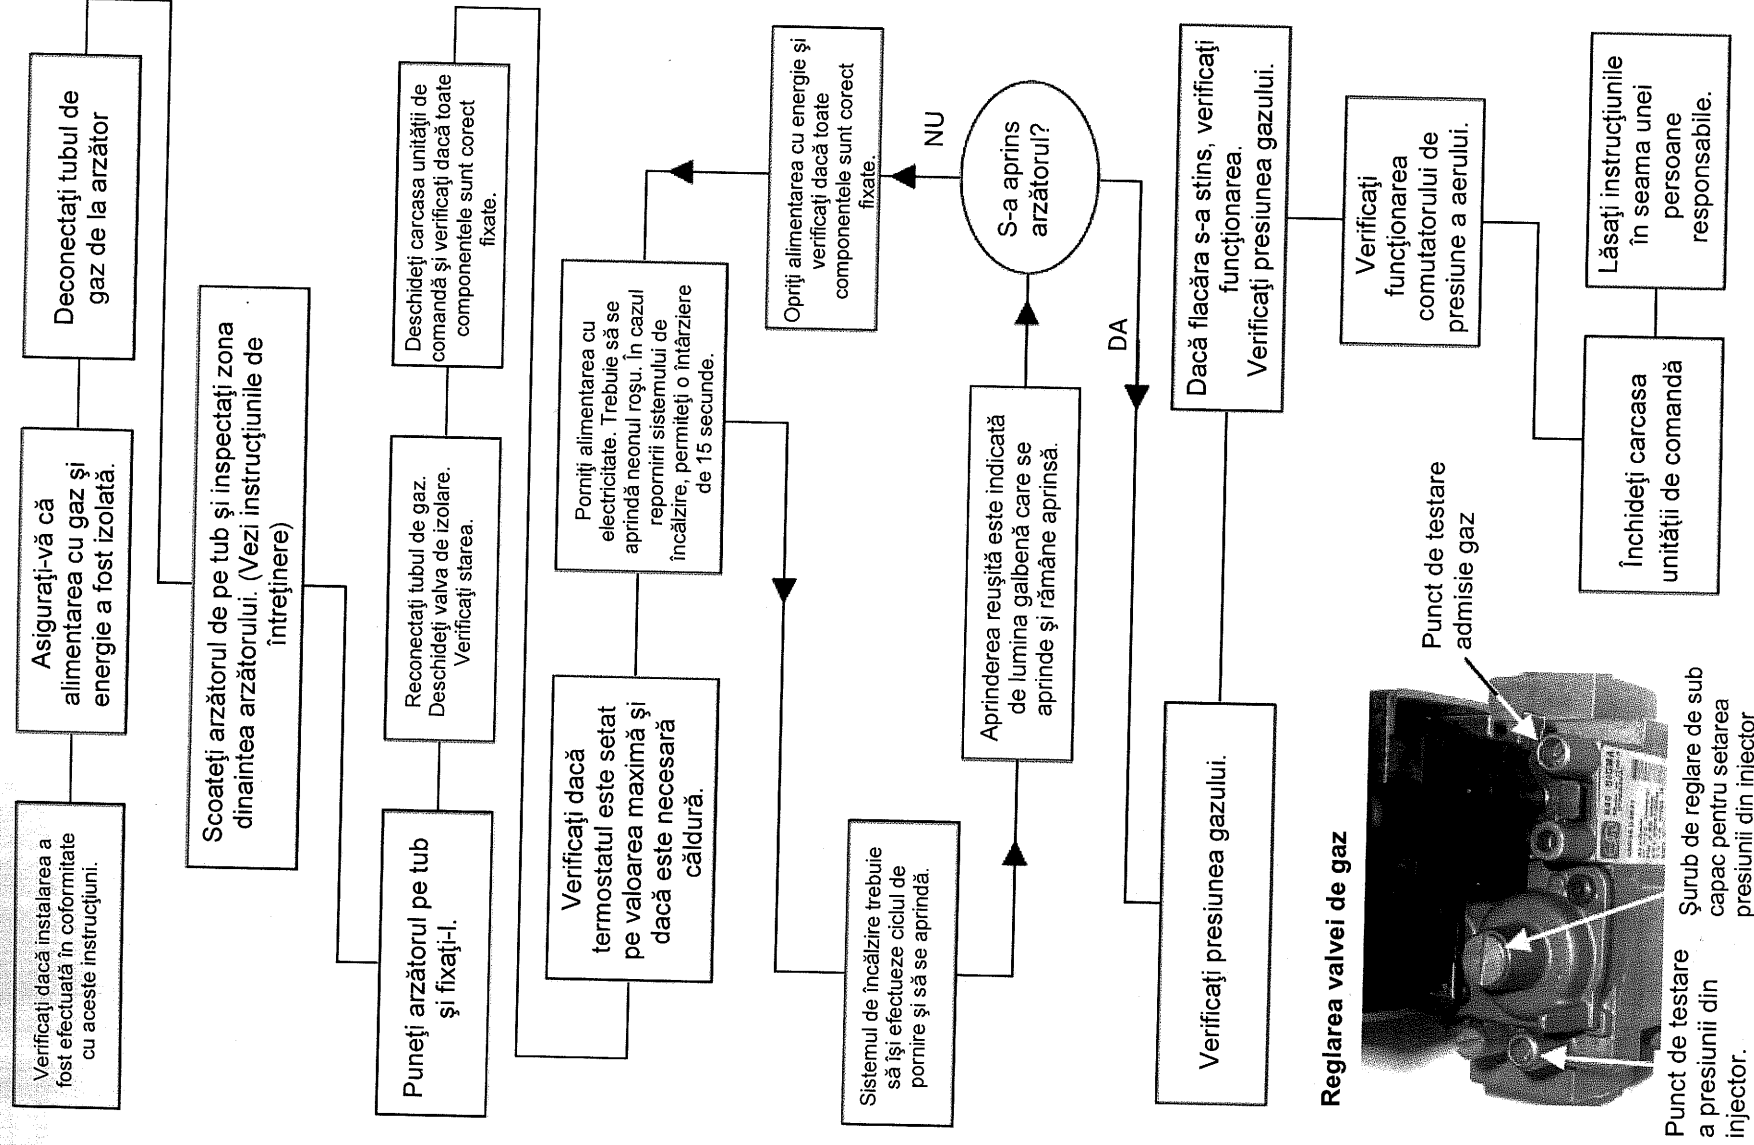 Verificaţi dacă instalarea a
fost efectuată în coformitate
cu aceste instrucţiuni.
Asiguraţi-vă că
alimentarea cu gaz şi
energie a fost izolată.
Deconectaţi tubul de
gaz de la arzător
Scoateţi arzătorul de pe tub şi inspectaţi zona
dinaintea arzătorului. (Vezi instrucţiunile de
întreţinere)
Puneţi arzătorul pe tub
şi fixaţi-l.
Reconectaţi tubul de gaz.
Deschideţi valva de izolare.
Verificaţi starea.
Deschideţi carcasa unităţii de
comandă şi verificaţi dacă toate
componentele sunt corect
fixate.
Verificaţi dacă
termostatul este setat
pe valoarea maximă şi
dacă este necesară
căldură.
Porniţi alimentarea cu
electricitate. Trebuie să se
aprindă neonul roşu. În cazul
repornirii sistemului de
încălzire, permiteţi o întârziere
de 15 secunde.
Opriţi alimentarea cu energie şi
verificaţi dacă toate
componentele sunt corect
fixate.
NU
Sistemul de încălzire trebuie
să îşi efectueze ciclul de
pornire şi să se aprindă.
Aprinderea reuşită este indicată
de lumina galbenă care se
aprinde şi rămâne aprinsă.
S-a aprins
arzătorul?
DA
Verificaţi presiunea gazului.
Dacă flacăra s-a stins, verificaţi
funcţionarea.
Verificaţi presiunea gazului.
Verificaţi
funcţionarea
comutatorului de
presiune a aerului.
Închideţi carcasa
unităţii de comandă
Lăsaţi instrucţiunile
în seama unei
persoane
responsabile.
Reglarea valvei de gaz
Punct de testare
admisie gaz
Punct de testare
a presiunii din
injector.
Şurub de reglare de sub
capac pentru setarea
presiunii din iniector